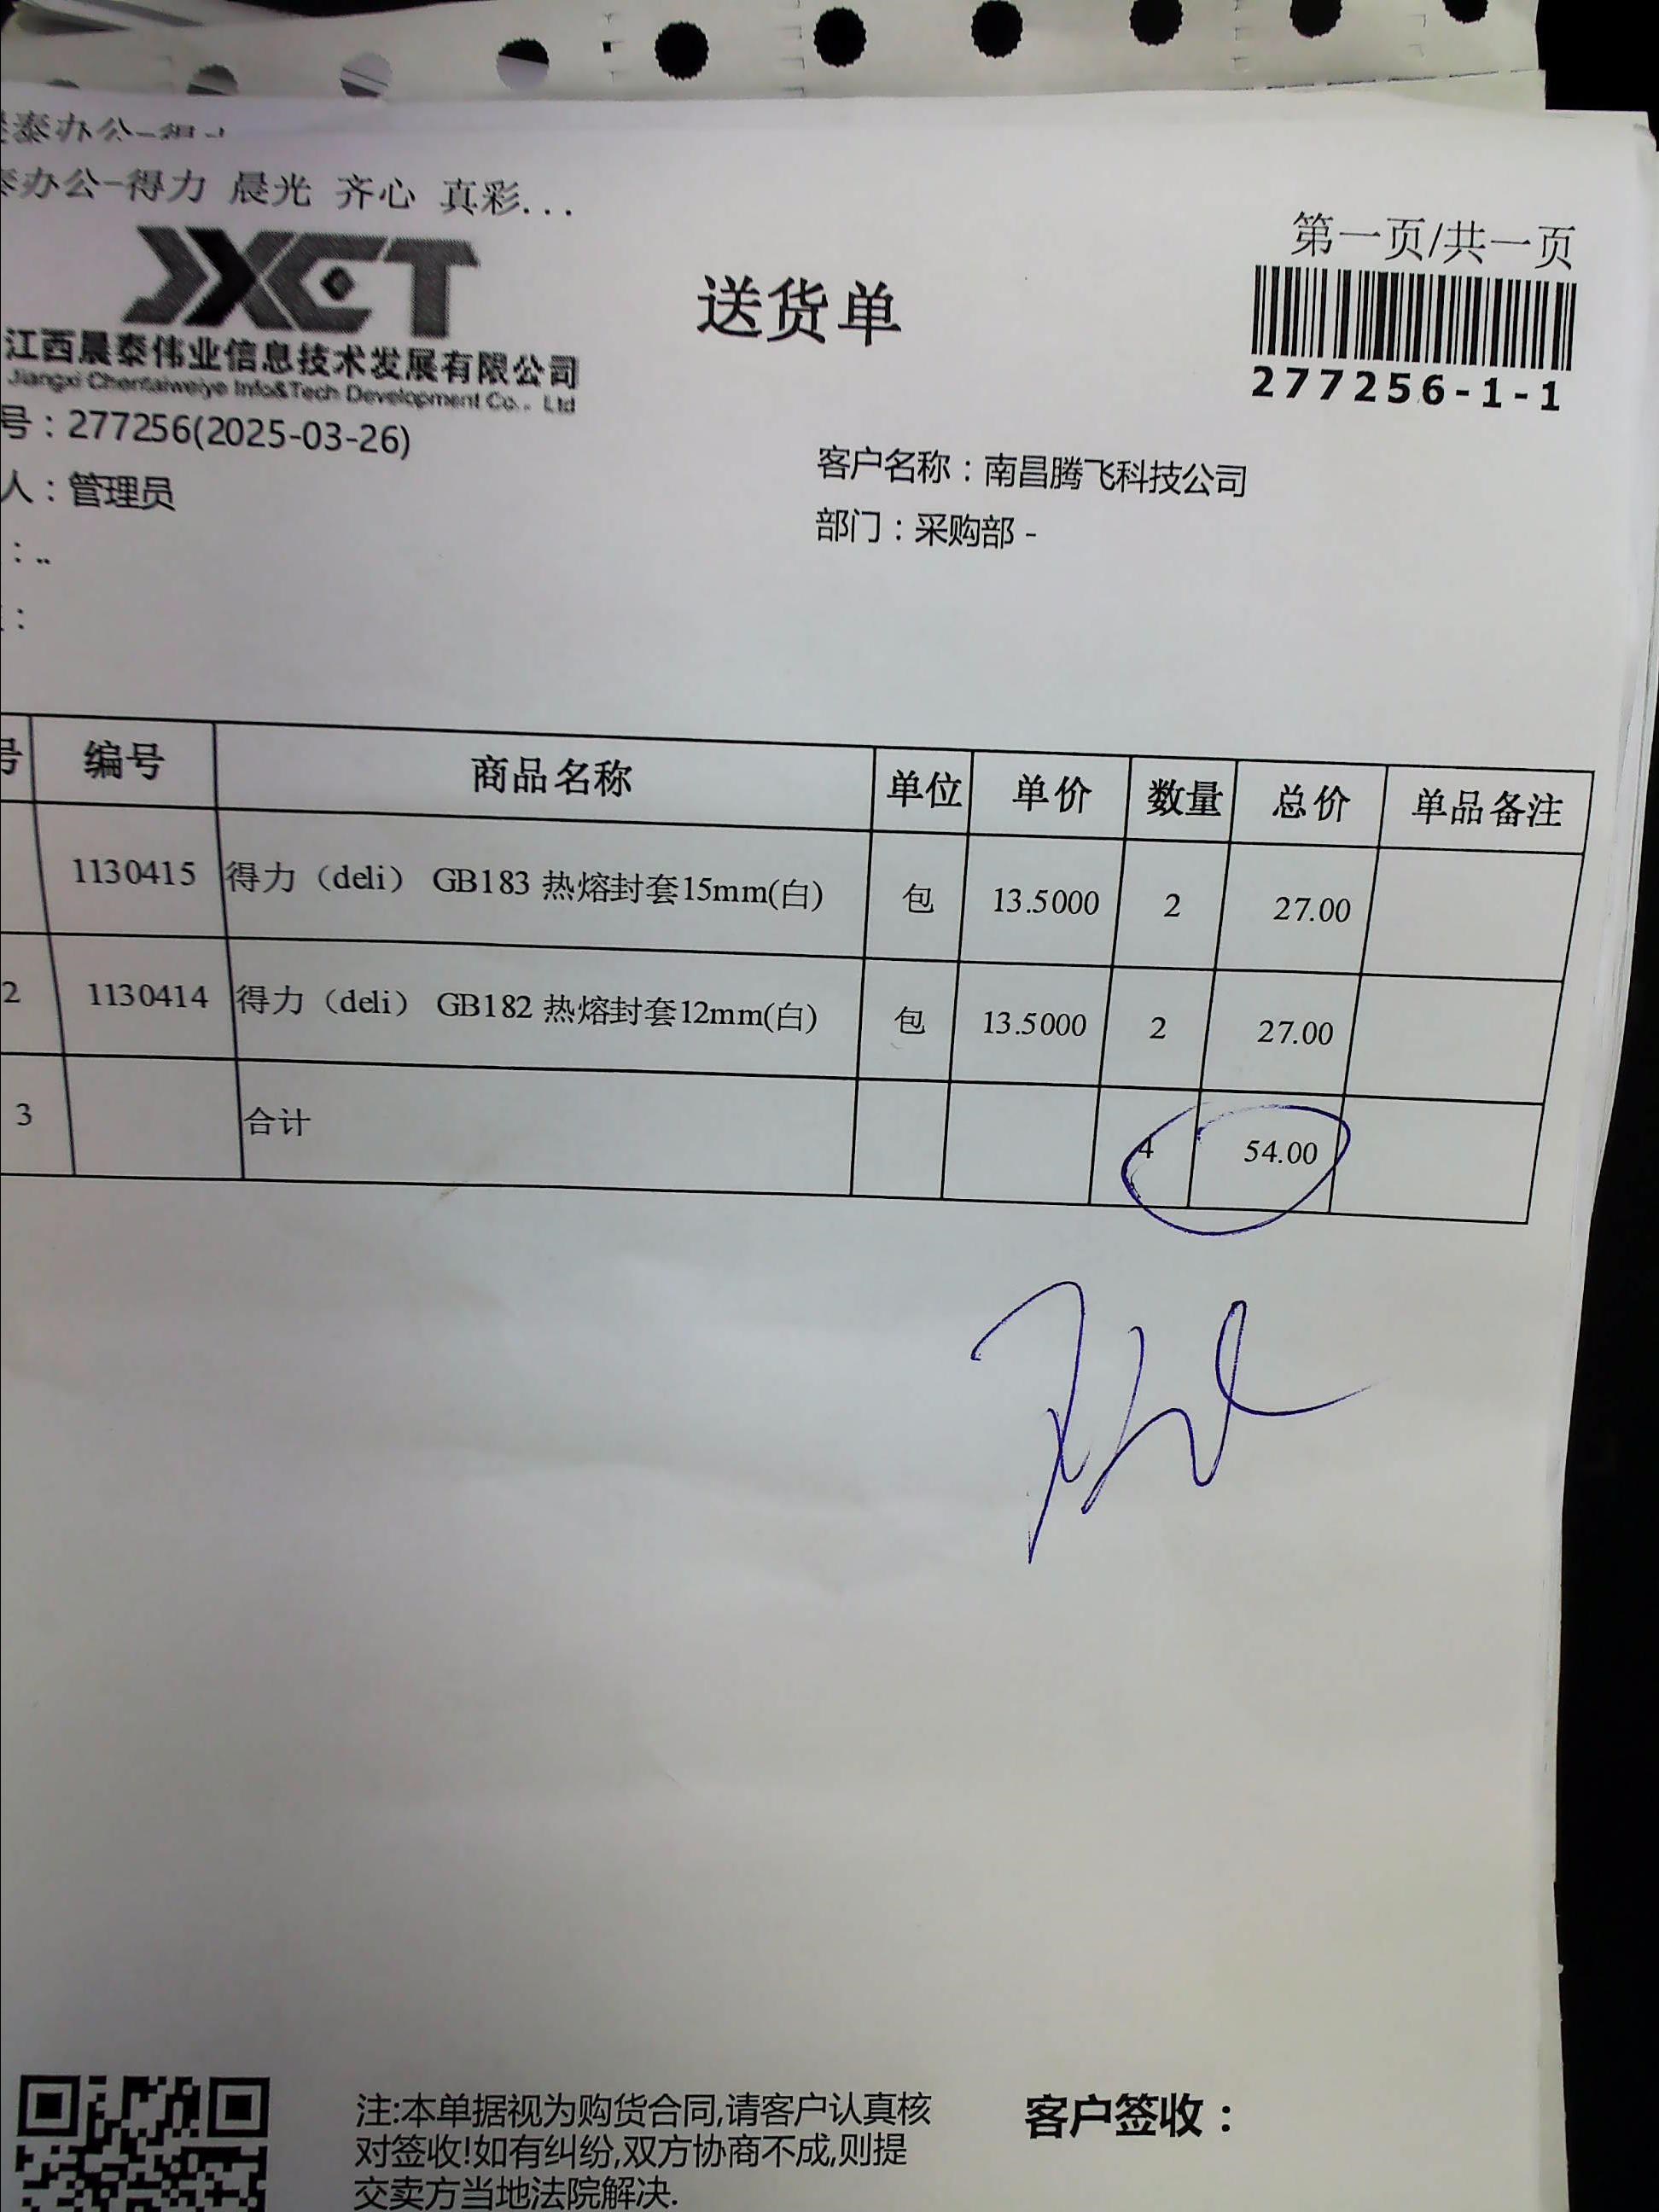 泰办公-得力
泰办公-得力 晨光 齐心 真彩...
第一页/共一页
JXCT
送货单
江西晨泰伟业信息技术发展有限公司
Jiangxi Chentaiweiye Info&Tech Development Co., Ltd
277256-1-1
号：277256(2025-03-26)
客户名称：南昌腾飞科技公司
人：管理员
部门：采购部 -
：..
：
号 编号 商品名称 单位 单价 数量 总价 单品备注
1130415 得力（deli） GB183 热熔封套15mm(白) 包 13.5000 2 27.00
2 1130414 得力（deli） GB182 热熔封套12mm(白) 包 13.5000 2 27.00
3 合计 4 54.00
注:本单据视为购货合同,请客户认真核
对签收!如有纠纷,双方协商不成,则提
交卖方当地法院解决.
客户签收：